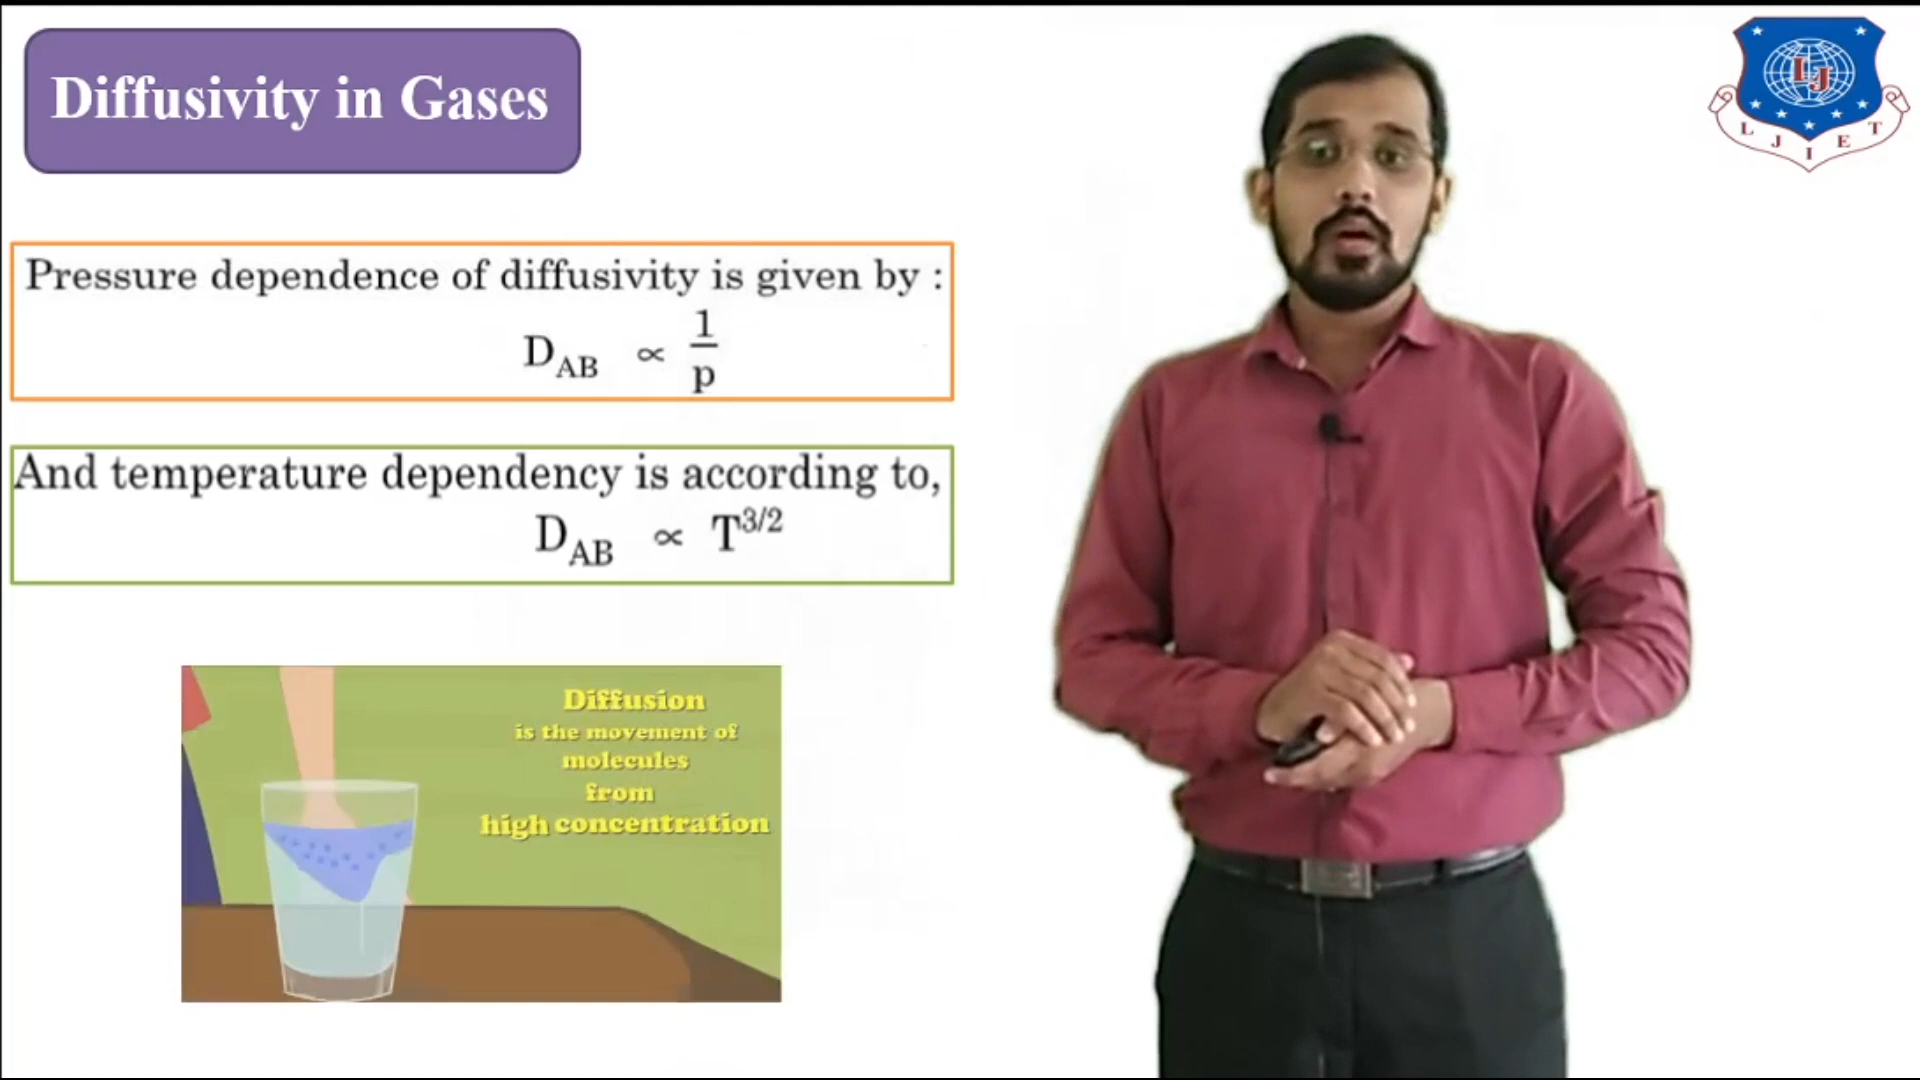 Diffusivity in Gases
Pressure dependence of diffusivity is given by :
D_AB ∝ 1/p
And temperature dependency is according to,
D_AB ∝ T^3/2
Diffusion
is the movement of
molecules
from
high concentration
LJ
L J I E T